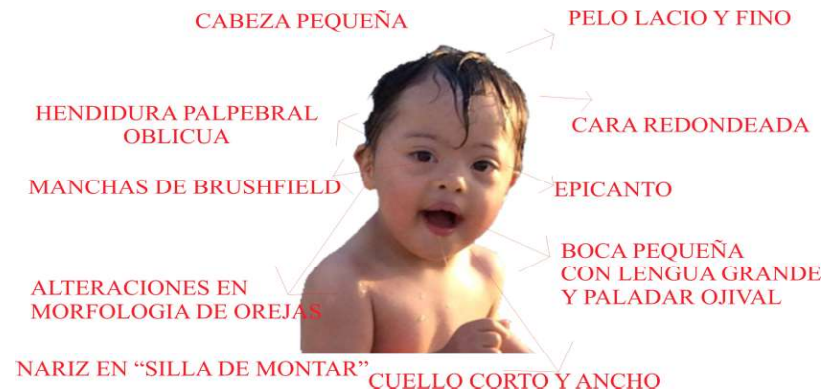 CABEZA PEQUEÑA
PELO LACIO Y FINO
HENDIDURA PALPEBRAL
OBLICUA
CARA REDONDEADA
MANCHAS DE BRUSHFIELD
EPICANTO
BOCA PEQUEÑA
CON LENGUA GRANDE
Y PALADAR OJIVAL
ALTERACIONES EN
MORFOLOGIA DE OREJAS
NARIZ EN “SILLA DE MONTAR”
CUELLO CORTO Y ANCHO